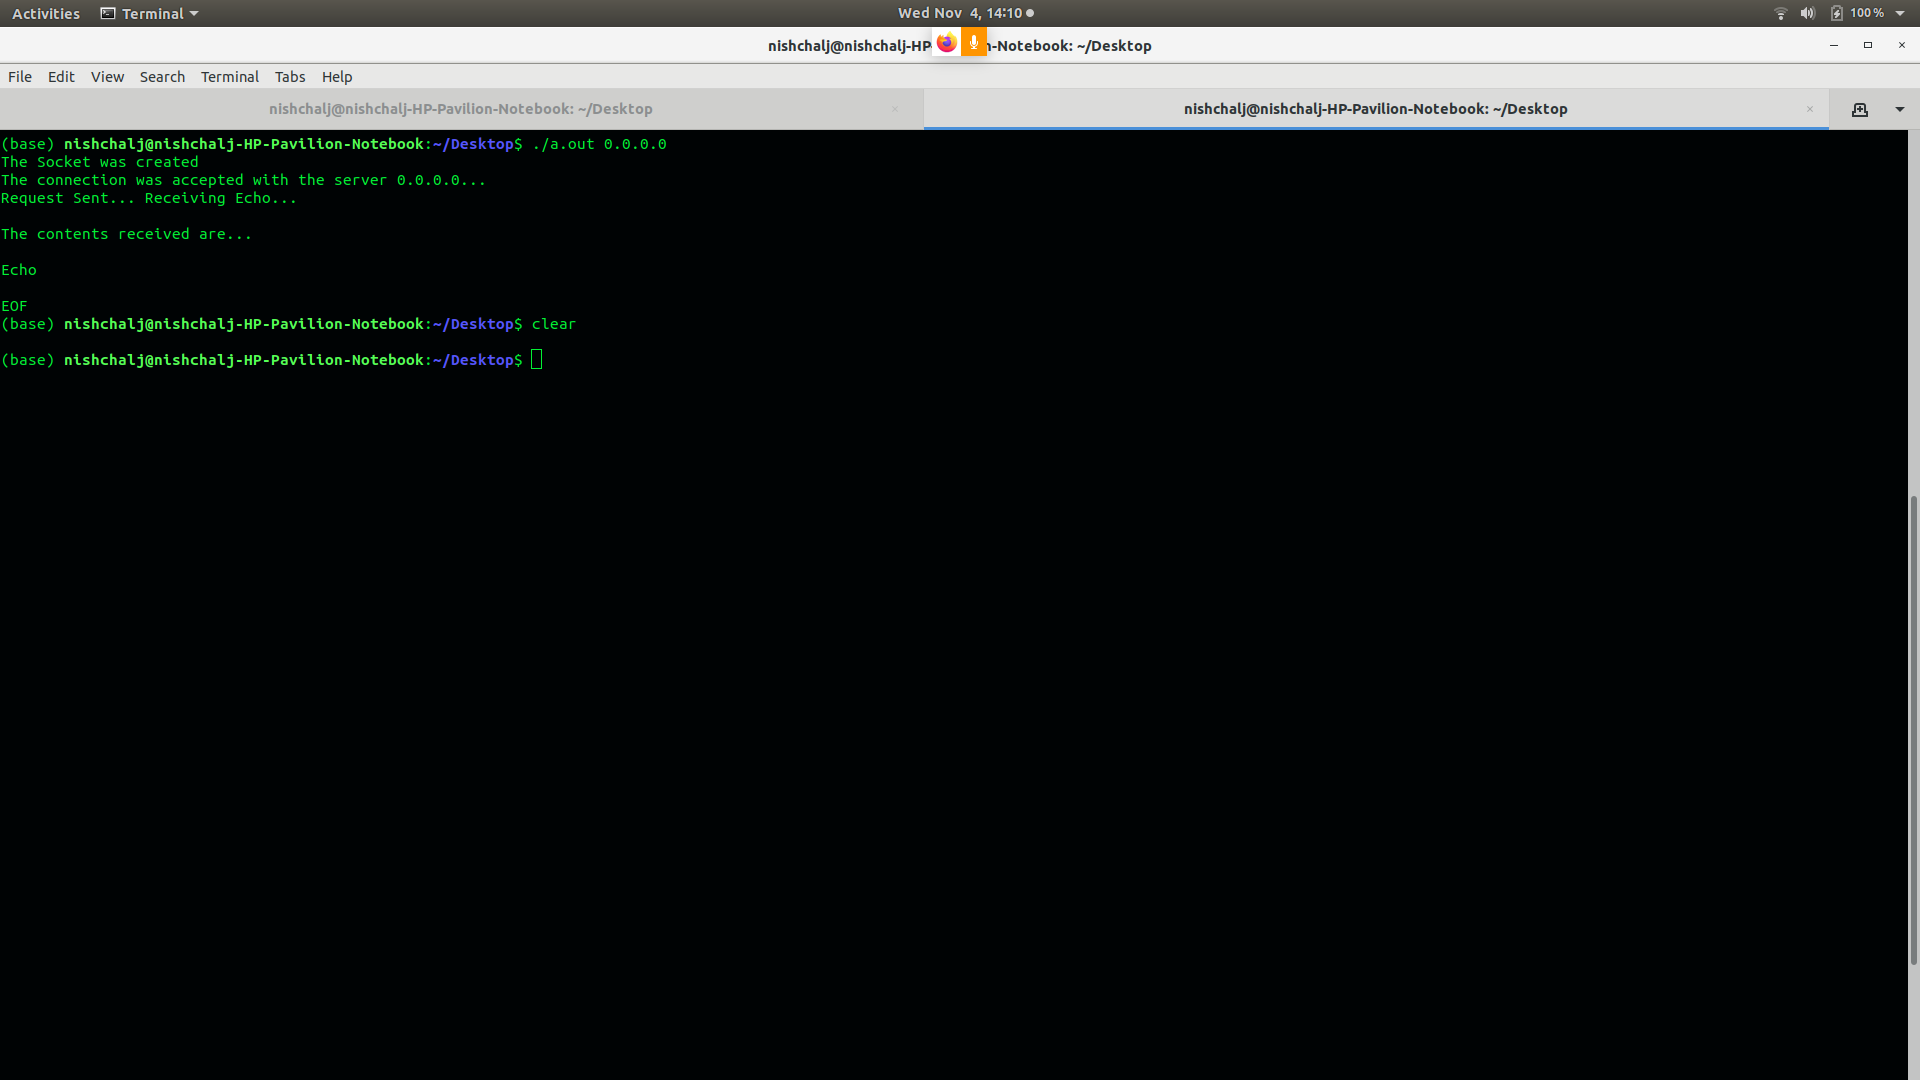 Activities Terminal Wed Nov 4, 14:10 100%
nishchalj@nishchalj-HP n-Notebook: ~/Desktop
File Edit View Search Terminal Tabs Help
nishchalj@nishchalj-HP-Pavilion-Notebook: ~/Desktop nishchalj@nishchalj-HP-Pavilion-Notebook: ~/Desktop
(base) nishchalj@nishchalj-HP-Pavilion-Notebook:~/Desktop$ ./a.out 0.0.0.0
The Socket was created
The connection was accepted with the server 0.0.0.0...
Request Sent... Receiving Echo...
The contents received are...
Echo
EOF
(base) nishchalj@nishchalj-HP-Pavilion-Notebook:~/Desktop$ clear
(base) nishchalj@nishchalj-HP-Pavilion-Notebook:~/Desktop$